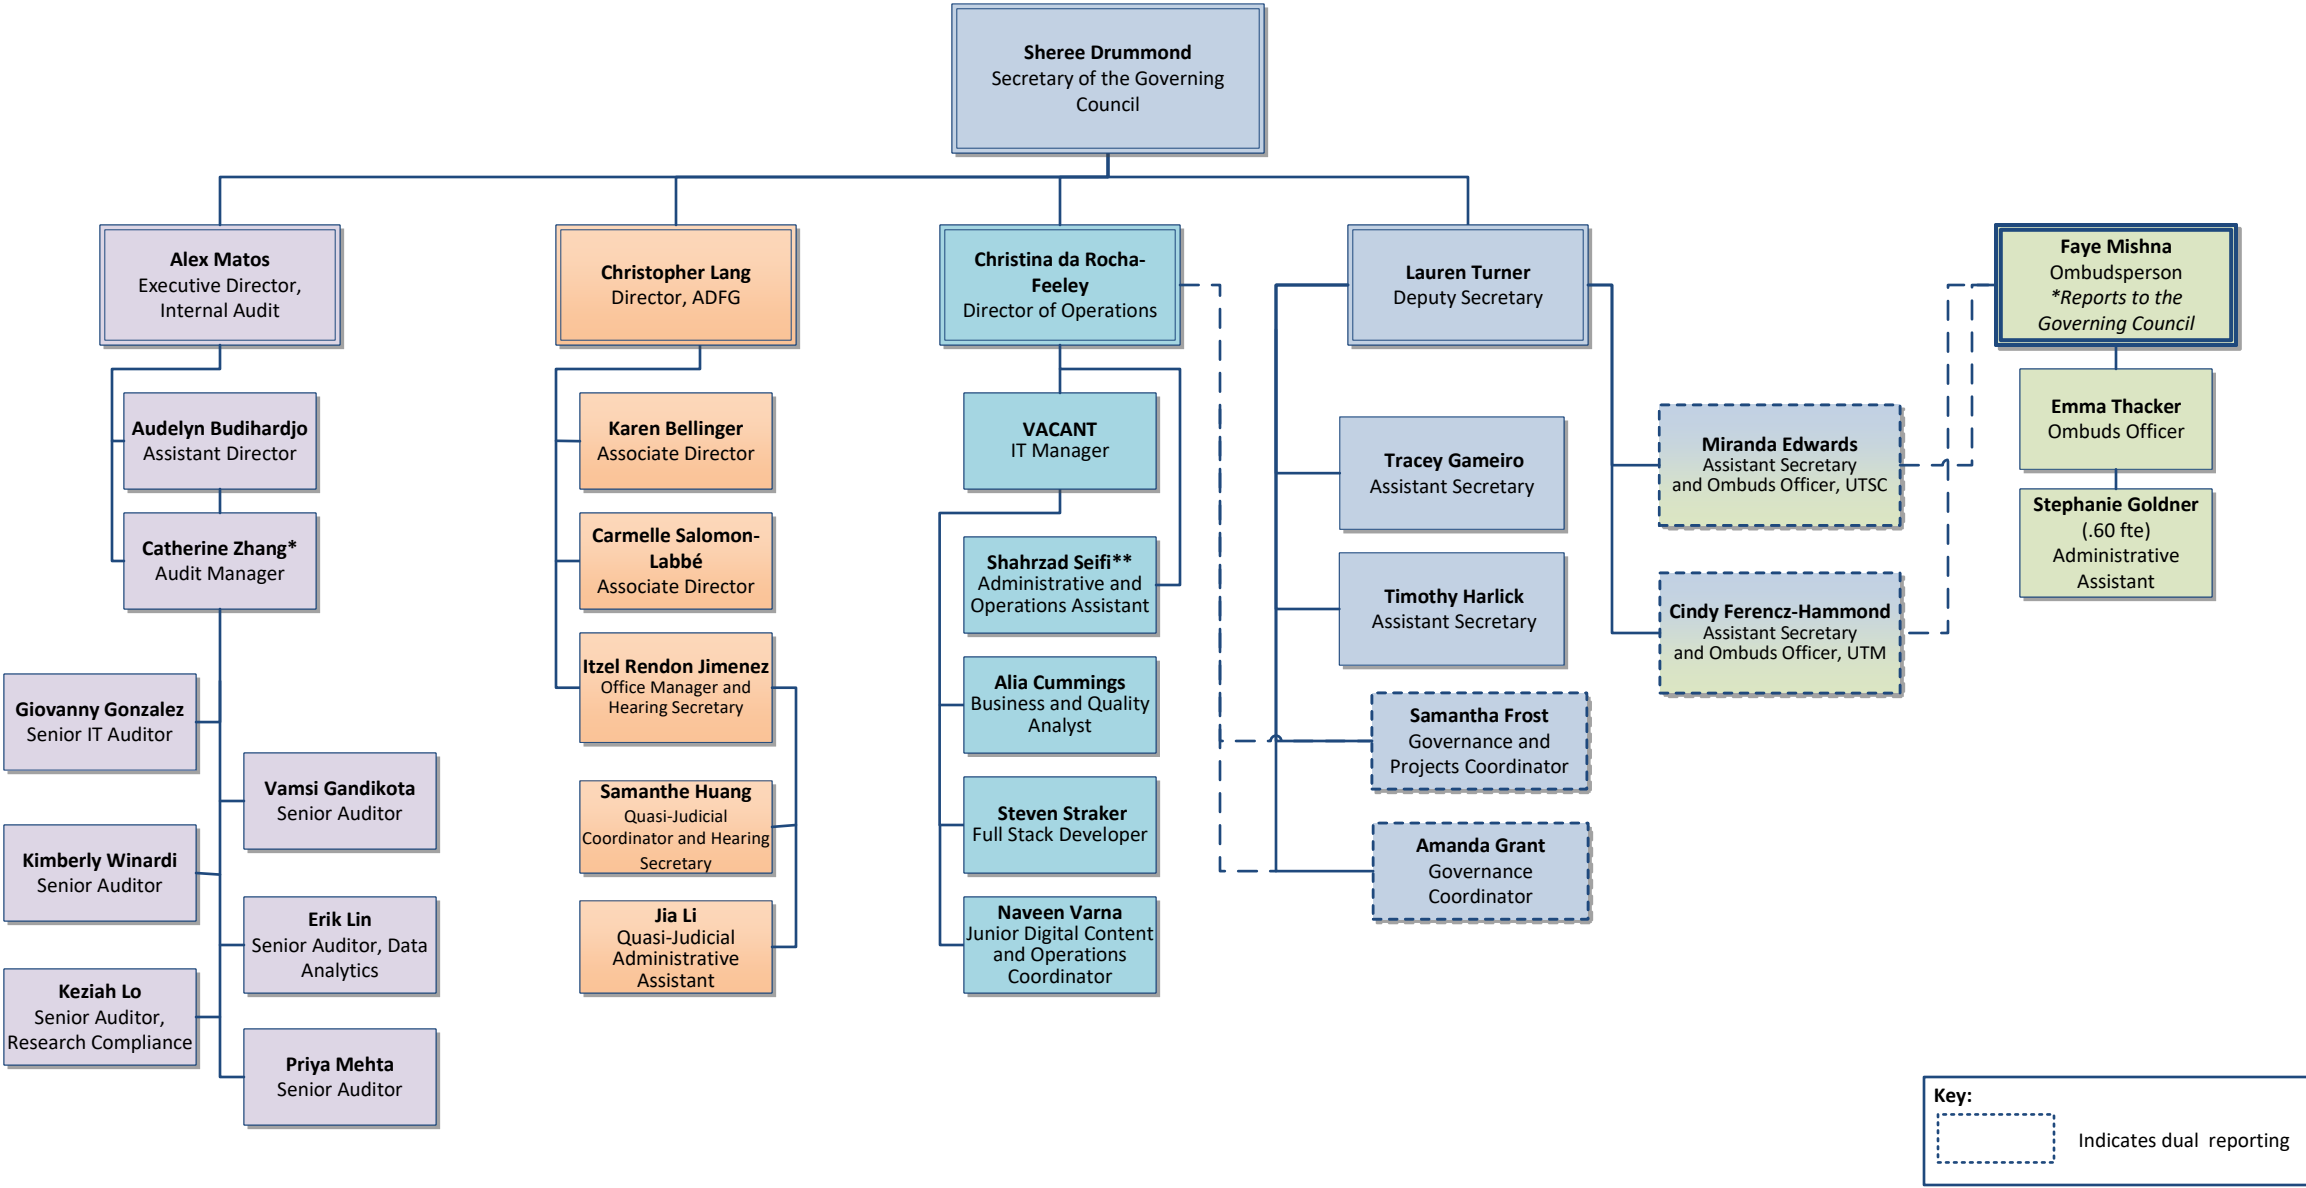 Sheree Drummond
Secretary of the Governing
Council
Alex Matos
Executive Director,
Internal Audit
Christopher Lang
Director, ADFG
Christina da Rocha-
Feeley
Director of Operations
Lauren Turner
Deputy Secretary
Faye Mishna
Ombudsperson
*Reports to the
Governing Council
Audelyn Budihardjo
Assistant Director
Catherine Zhang*
Audit Manager
Giovanny Gonzalez
Senior IT Auditor
Vamsi Gandikota
Senior Auditor
Kimberly Winardi
Senior Auditor
Erik Lin
Senior Auditor, Data
Analytics
Keziah Lo
Senior Auditor,
Research Compliance
Priya Mehta
Senior Auditor
Karen Bellinger
Associate Director
Carmelle Salomon-
Labbé
Associate Director
Itzel Rendon Jimenez
Office Manager and
Hearing Secretary
Samanthe Huang
Quasi-Judicial
Coordinator and Hearing
Secretary
Jia Li
Quasi-Judicial
Administrative
Assistant
VACANT
IT Manager
Shahrzad Seifi**
Administrative and
Operations Assistant
Alia Cummings
Business and Quality
Analyst
Steven Straker
Full Stack Developer
Naveen Varna
Junior Digital Content
and Operations
Coordinator
Tracey Gameiro
Assistant Secretary
Timothy Harlick
Assistant Secretary
Samantha Frost
Governance and
Projects Coordinator
Amanda Grant
Governance
Coordinator
Miranda Edwards
Assistant Secretary
and Ombuds Officer, UTSC
Cindy Ferencz-Hammond
Assistant Secretary
and Ombuds Officer, UTM
Emma Thacker
Ombuds Officer
Stephanie Goldner
(.60 fte)
Administrative
Assistant
Key:
Indicates dual reporting